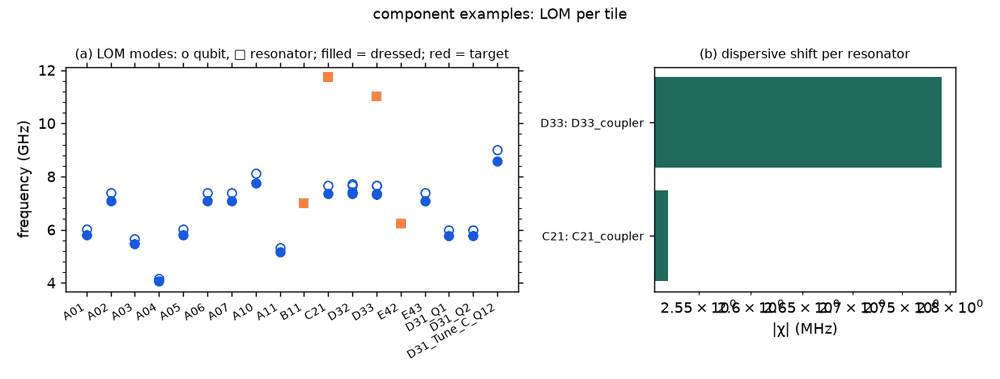 component examples: LOM per tile
(a) LOM modes: o qubit, □ resonator; filled = dressed; red = target
frequency (GHz)
12
10
8
6
4
A01
A02
A03
A04
A05
A06
A07
A10
A11
B11
C21
D32
D33
E42
E43
D31_Q1
D31_Q2
D31_Tune_C_Q12
(b) dispersive shift per resonator
D33: D33_coupler
C21: C21_coupler
|χ| (MHz)